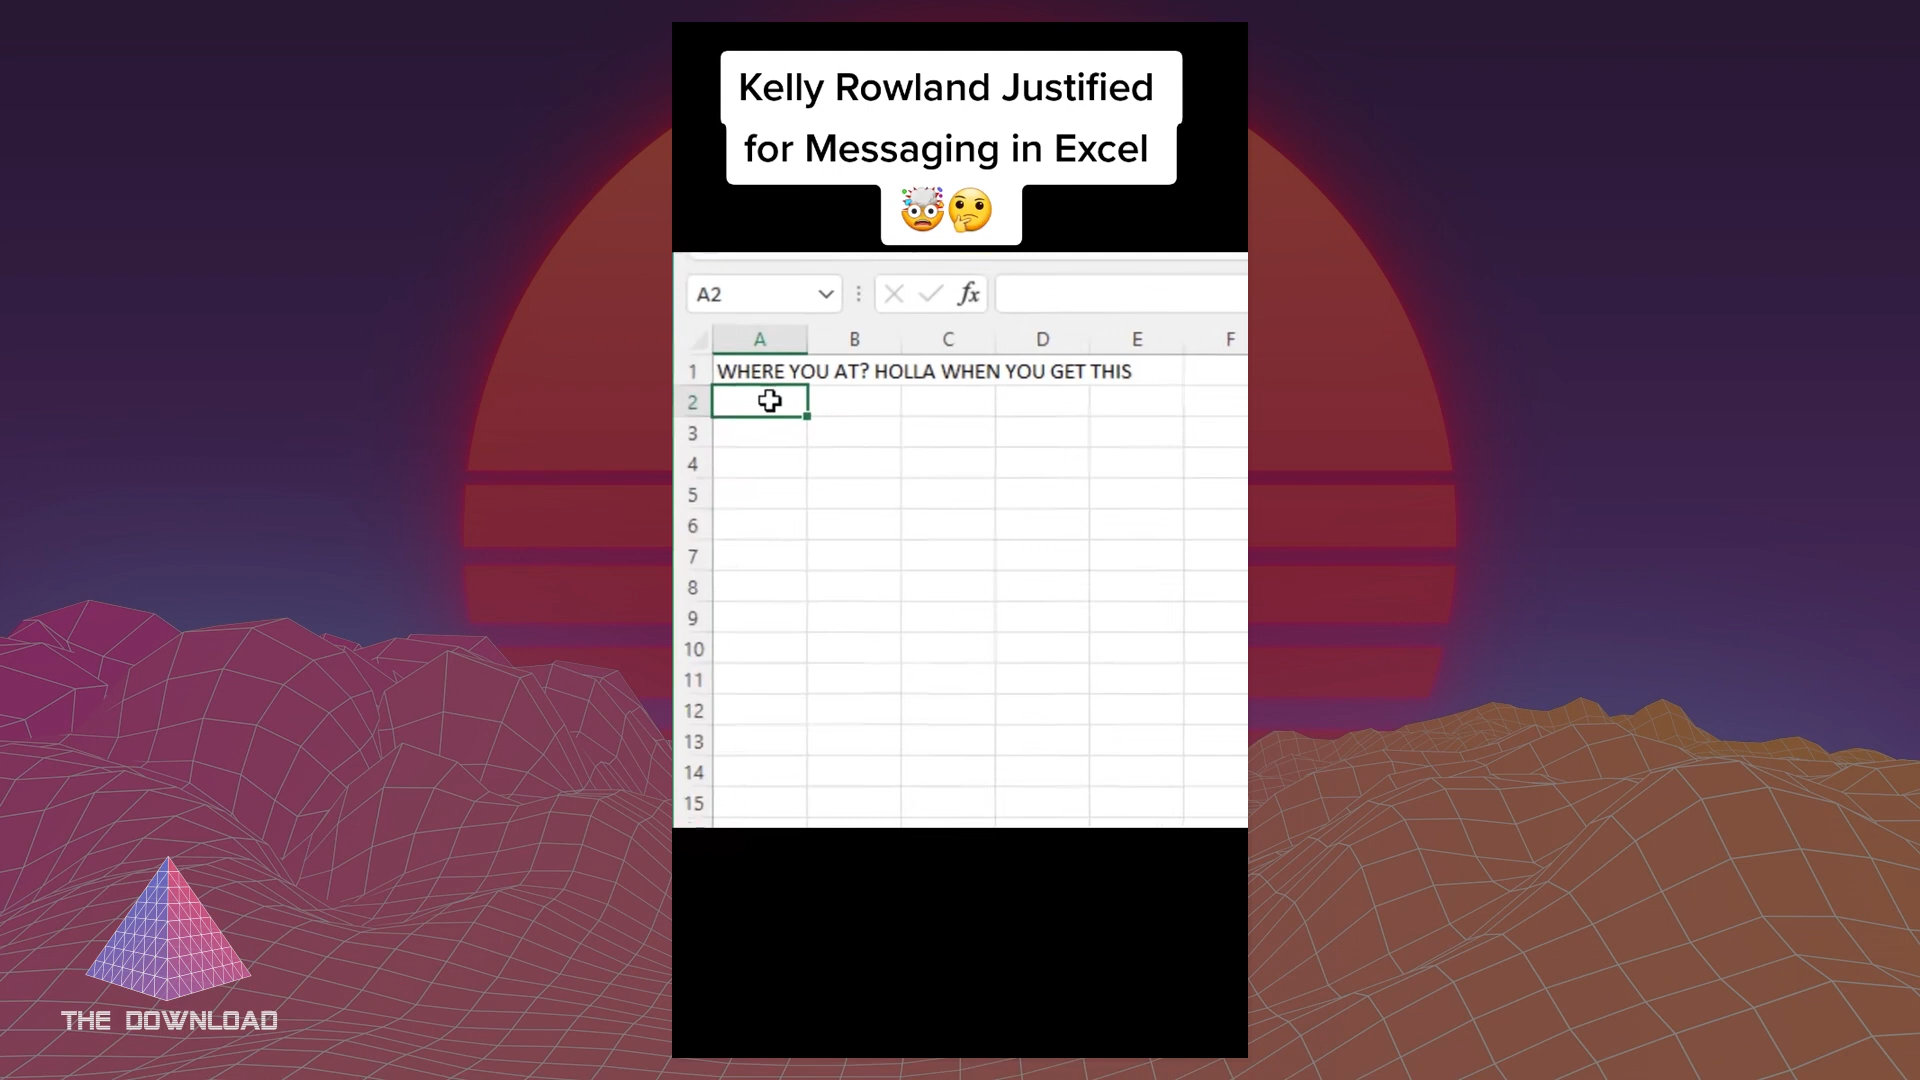 Kelly Rowland Justified
for Messaging in Excel
🤯🤔
A2 fx
A B C D E F
1 WHERE YOU AT? HOLLA WHEN YOU GET THIS
2
3
4
5
6
7
8
9
10
11
12
13
14
15
THE DOWNLOAD